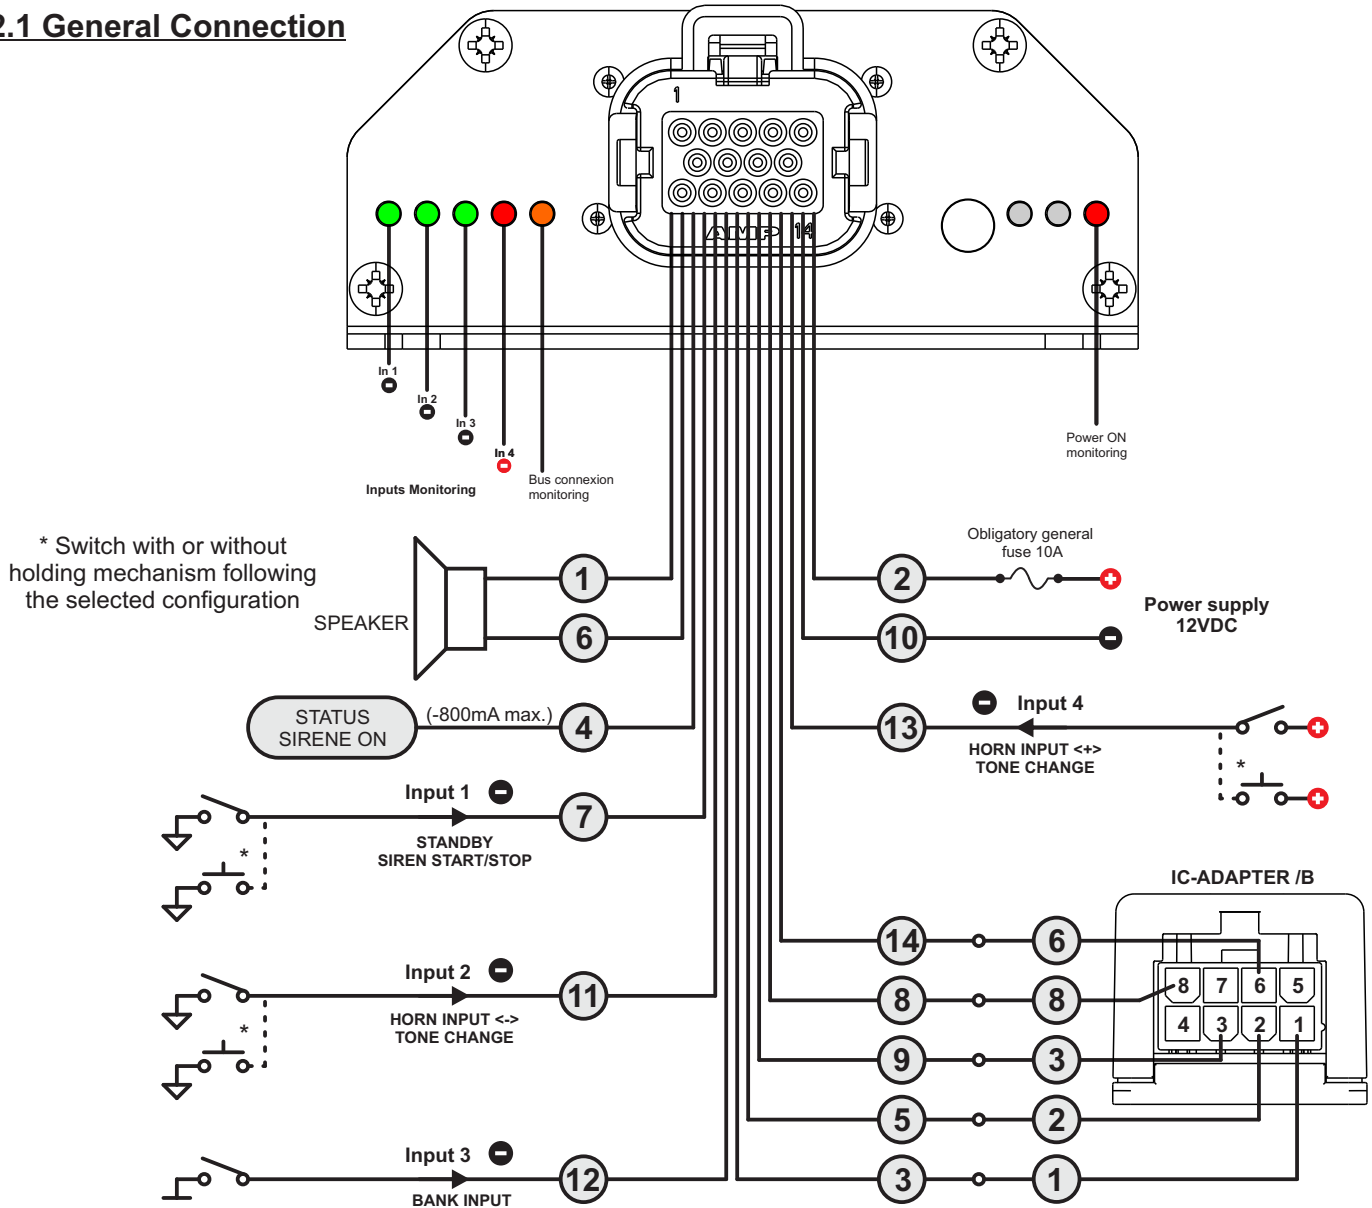 2.1 General Connection
1
AMP 14
In 1
In 2
In 3
In 4
Inputs Monitoring
Bus connexion
monitoring
Power ON
monitoring
* Switch with or without
holding mechanism following
the selected configuration
SPEAKER
1
6
2
10
Obligatory general
fuse 10A
Power supply
12VDC
STATUS
SIRENE ON
(-800mA max.)
4
13
Input 4
HORN INPUT <+>
TONE CHANGE
*
Input 1
7
STANDBY
SIREN START/STOP
*
Input 2
11
HORN INPUT <->
TONE CHANGE
*
Input 3
12
BANK INPUT
IC-ADAPTER /B
14 6
8 8
9 3
5 2
3 1
8 7 6 5
4 3 2 1